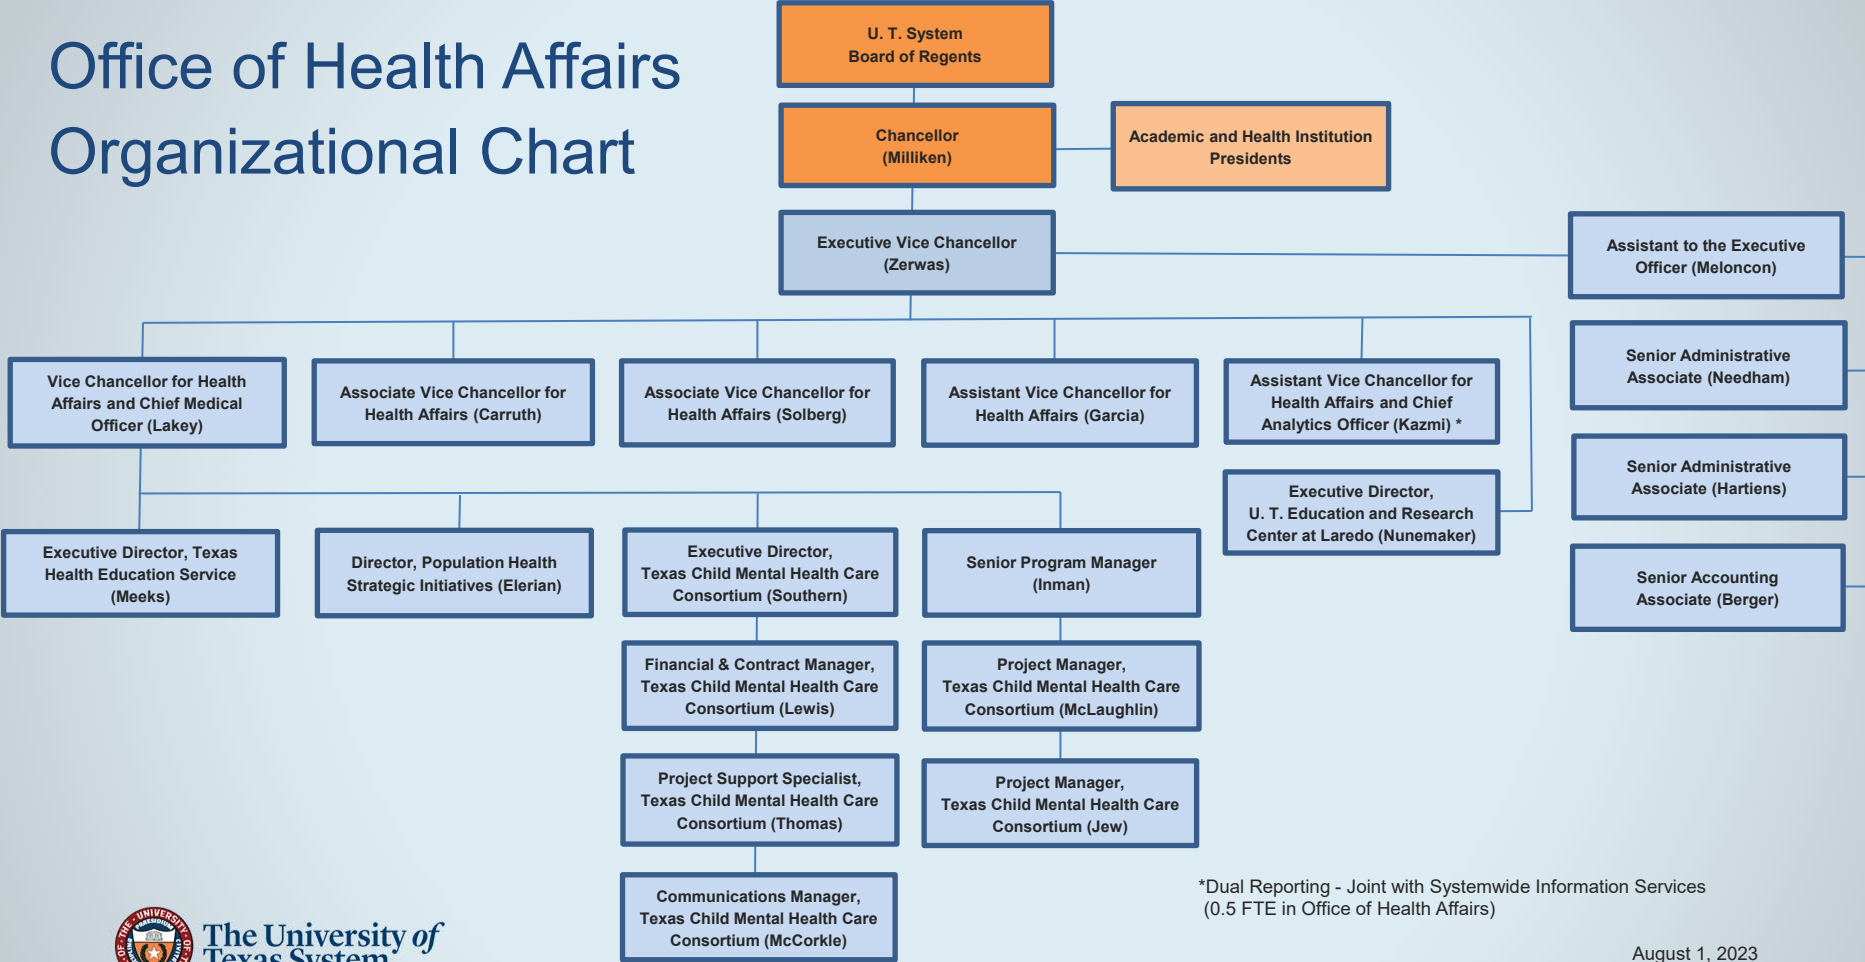 Office of Health Affairs
Organizational Chart
U. T. System
Board of Regents
Chancellor
(Milliken)
Academic and Health Institution
Presidents
Executive Vice Chancellor
(Zerwas)
Assistant to the Executive
Officer (Meloncon)
Senior Administrative
Associate (Needham)
Senior Administrative
Associate (Hartiens)
Senior Accounting
Associate (Berger)
Vice Chancellor for Health
Affairs and Chief Medical
Officer (Lakey)
Associate Vice Chancellor for
Health Affairs (Carruth)
Associate Vice Chancellor for
Health Affairs (Solberg)
Assistant Vice Chancellor for
Health Affairs (Garcia)
Assistant Vice Chancellor for
Health Affairs and Chief
Analytics Officer (Kazmi) *
Executive Director,
U. T. Education and Research
Center at Laredo (Nunemaker)
Executive Director, Texas
Health Education Service
(Meeks)
Director, Population Health
Strategic Initiatives (Elerian)
Executive Director,
Texas Child Mental Health Care
Consortium (Southern)
Senior Program Manager
(Inman)
Financial & Contract Manager,
Texas Child Mental Health Care
Consortium (Lewis)
Project Manager,
Texas Child Mental Health Care
Consortium (McLaughlin)
Project Support Specialist,
Texas Child Mental Health Care
Consortium (Thomas)
Project Manager,
Texas Child Mental Health Care
Consortium (Jew)
Communications Manager,
Texas Child Mental Health Care
Consortium (McCorkle)
*Dual Reporting - Joint with Systemwide Information Services
(0.5 FTE in Office of Health Affairs)
The University of
Texas System
August 1, 2023